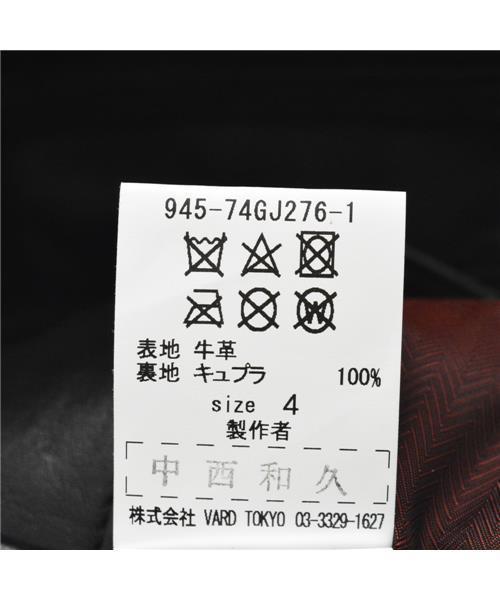 945-74GJ276-1
表地 牛革
裏地 キュプラ 100%
size 4
製作者
中西和久
株式会社 VARD TOKYO 03-3329-1627